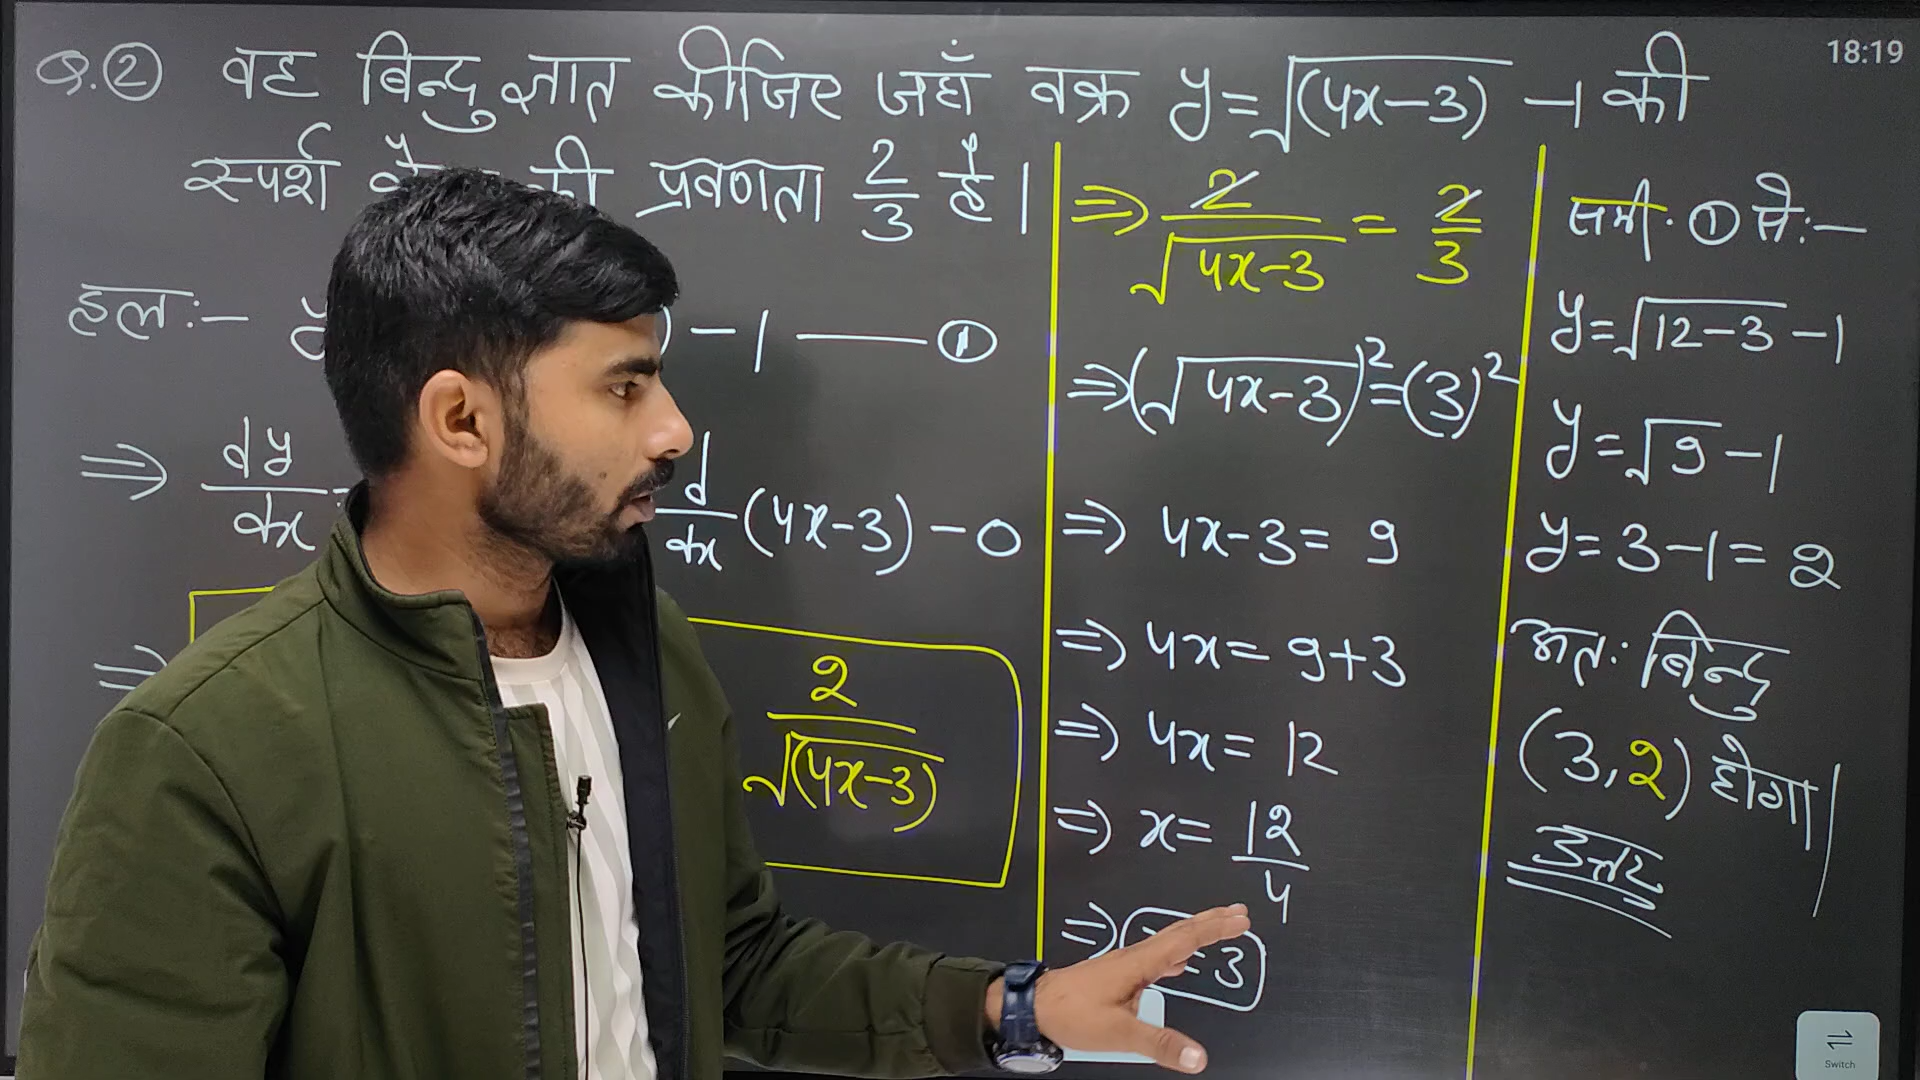 Q.② वह बिन्दु ज्ञात कीजिए जहाँ वक्र y=√(4x-3) -1 की
स्पर्श की प्रवणता 2/3 है।
हलः- ) -1 —— ①
⇒ dy/dx d/dx (4x-3) - 0
⇒ 2/√(4x-3)
⇒ 2/√4x-3 = 2/3
⇒ (√4x-3)² = (3)²
⇒ 4x-3 = 9
⇒ 4x = 9+3
⇒ 4x = 12
⇒ x = 12/4
⇒ = 3
समी. ① से:-
y=√12-3 -1
y=√9 -1
y= 3-1 = 2
अतः बिन्दु
(3,2) होगा।
उत्तर
18:19
Switch